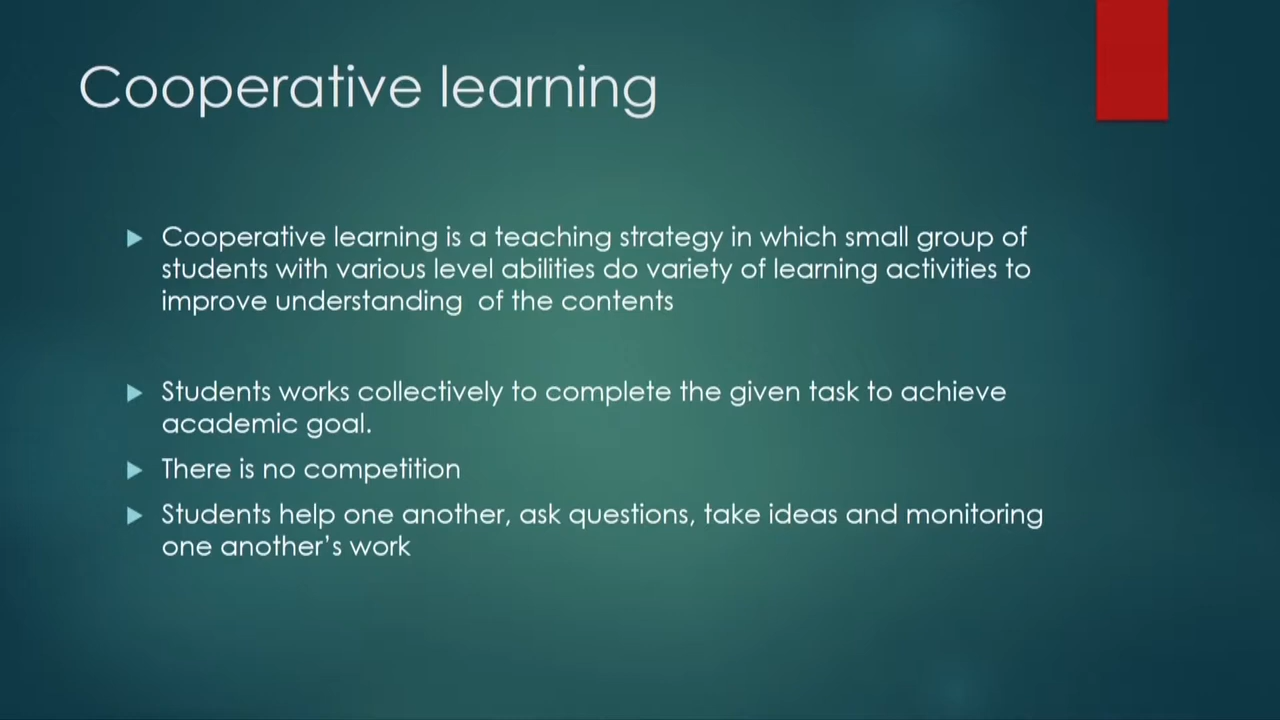 Cooperative learning
Cooperative learning is a teaching strategy in which small group of
students with various level abilities do variety of learning activities to
improve understanding  of the contents
Students works collectively to complete the given task to achieve
academic goal.
There is no competition
Students help one another, ask questions, take ideas and monitoring
one another’s work